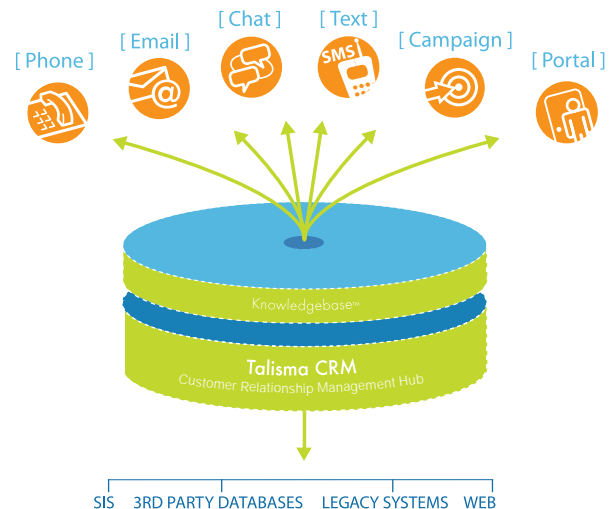 [ Phone ]
[ Email ]
[ Chat ]
[ Text ]
[ Campaign ]
[ Portal ]
@
SMS
Knowledgebase™
Talisma CRM
Customer Relationship Management Hub
SIS
3RD PARTY DATABASES
LEGACY SYSTEMS
WEB